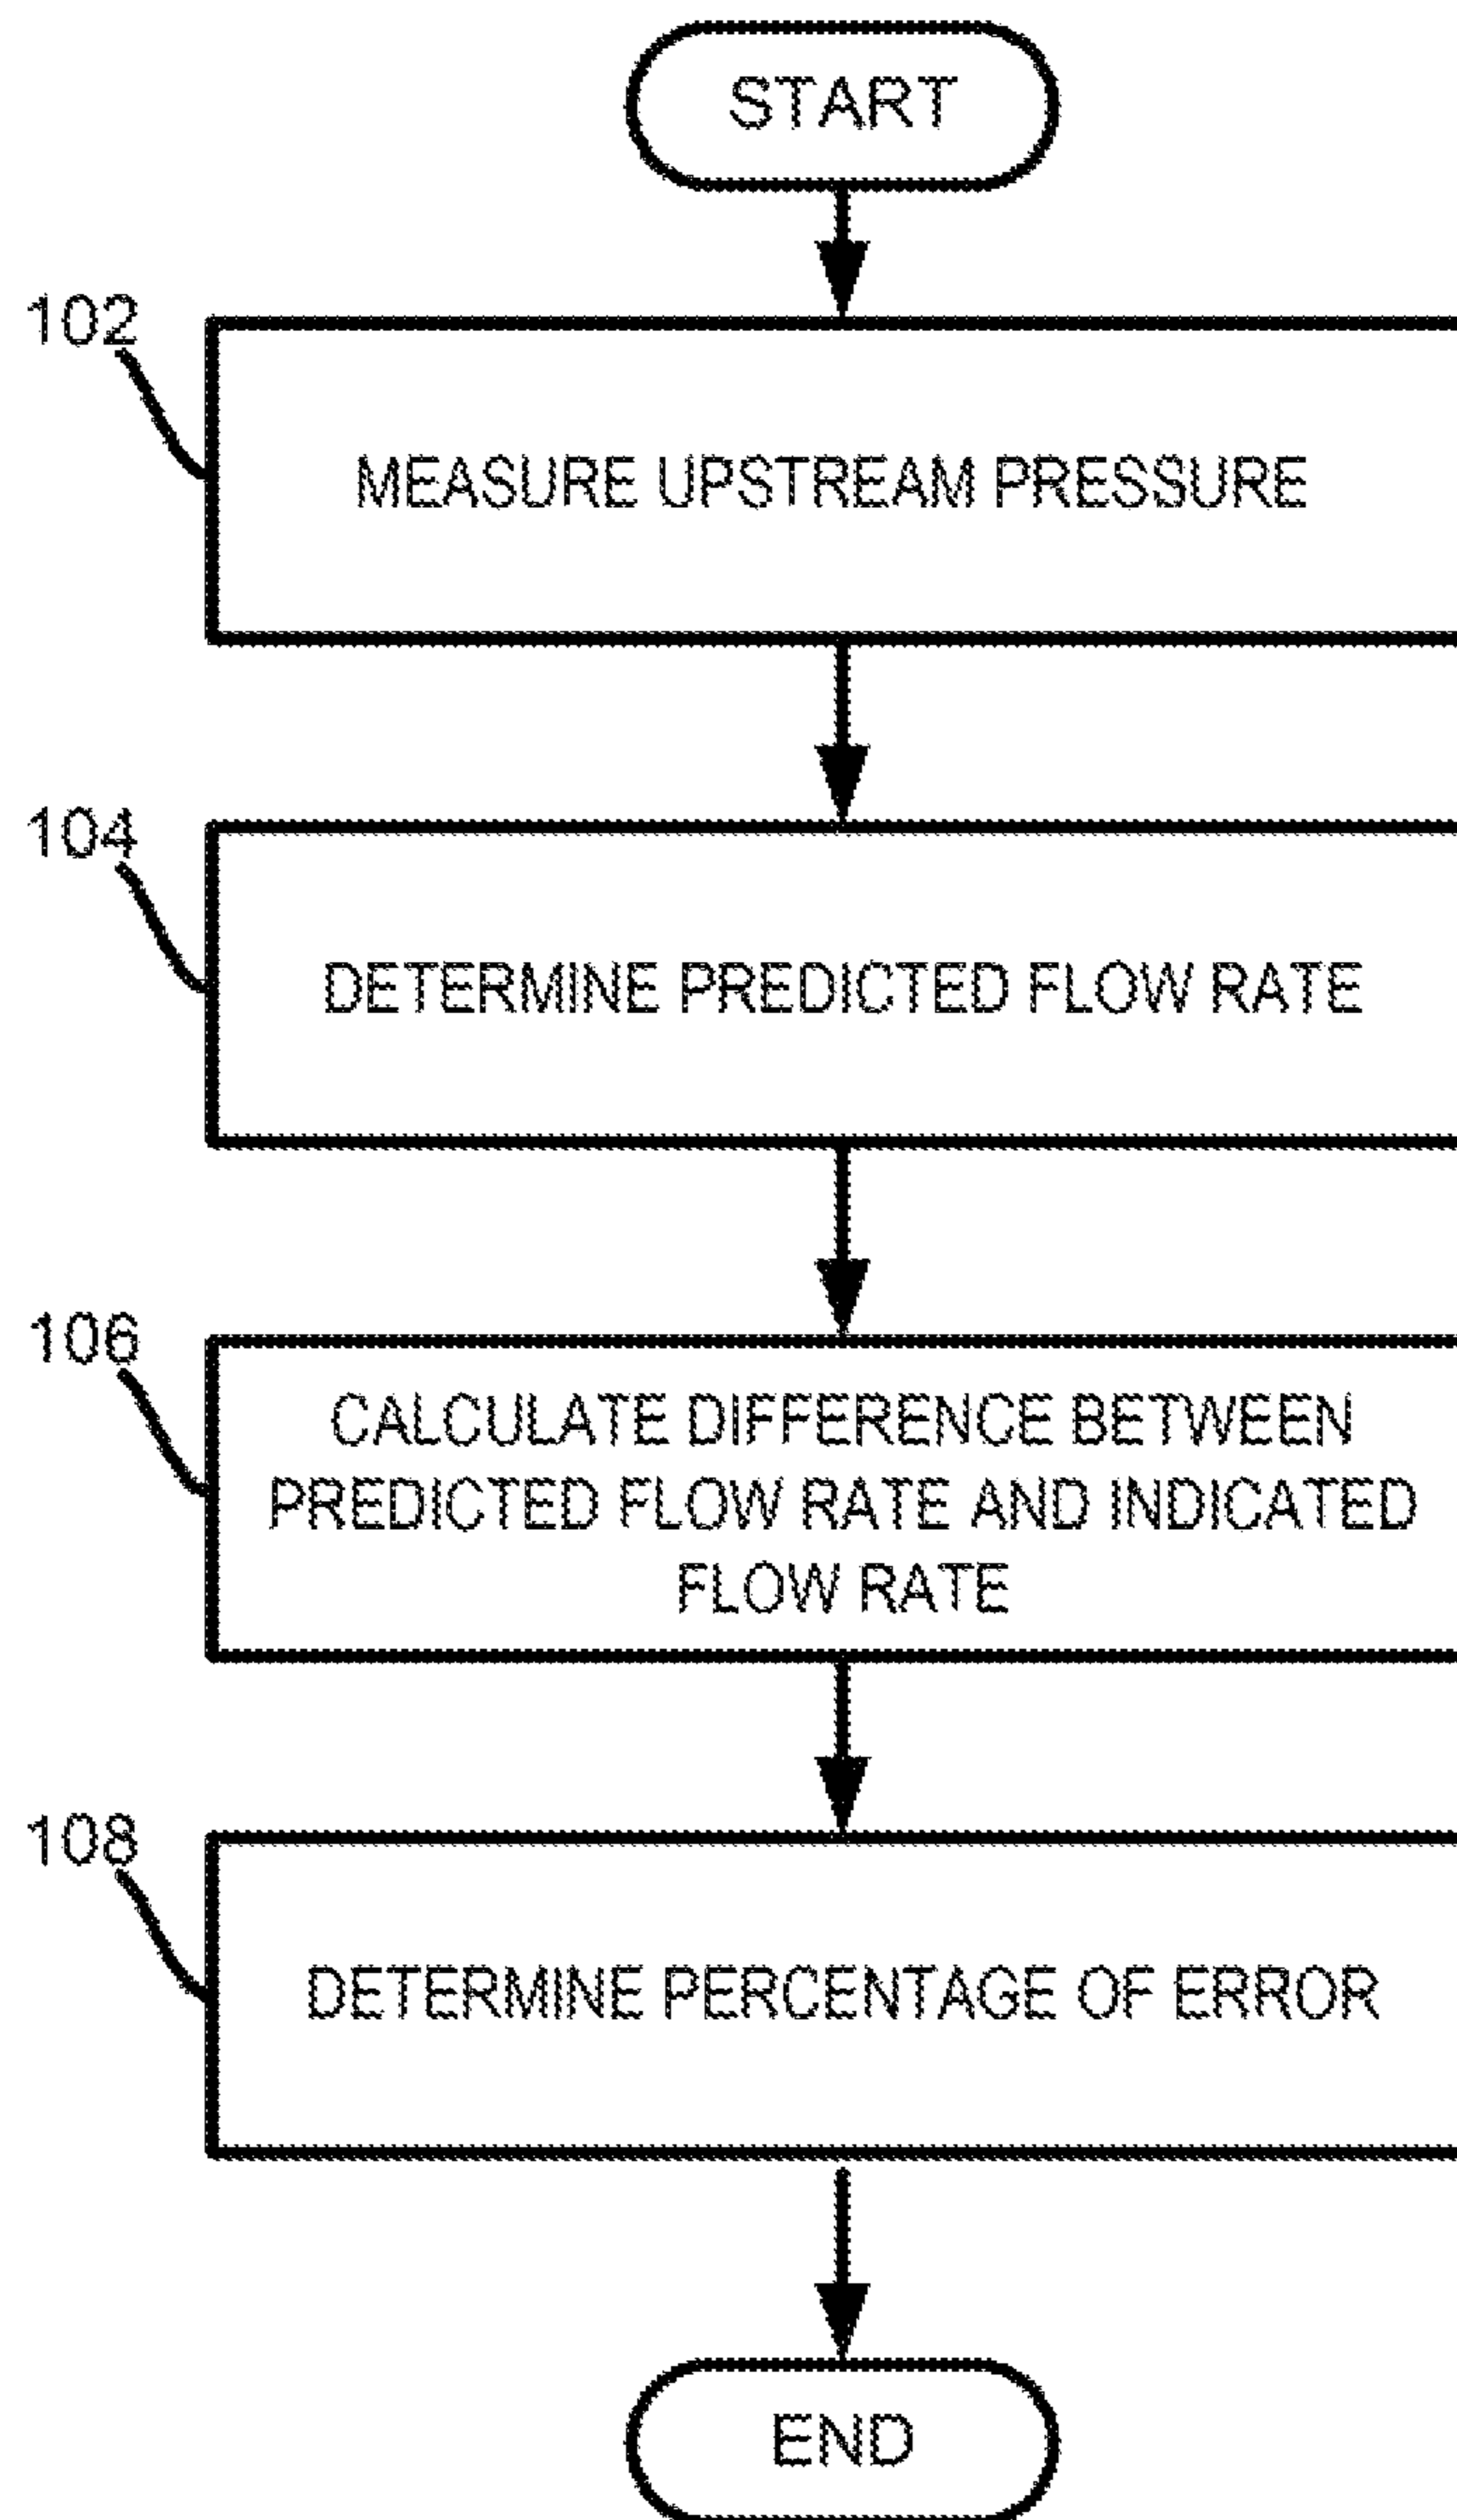 START
102
MEASURE UPSTREAM PRESSURE
104
DETERMINE PREDICTED FLOW RATE
106
CALCULATE DIFFERENCE BETWEEN
PREDICTED FLOW RATE AND INDICATED
FLOW RATE
108
DETERMINE PERCENTAGE OF ERROR
END